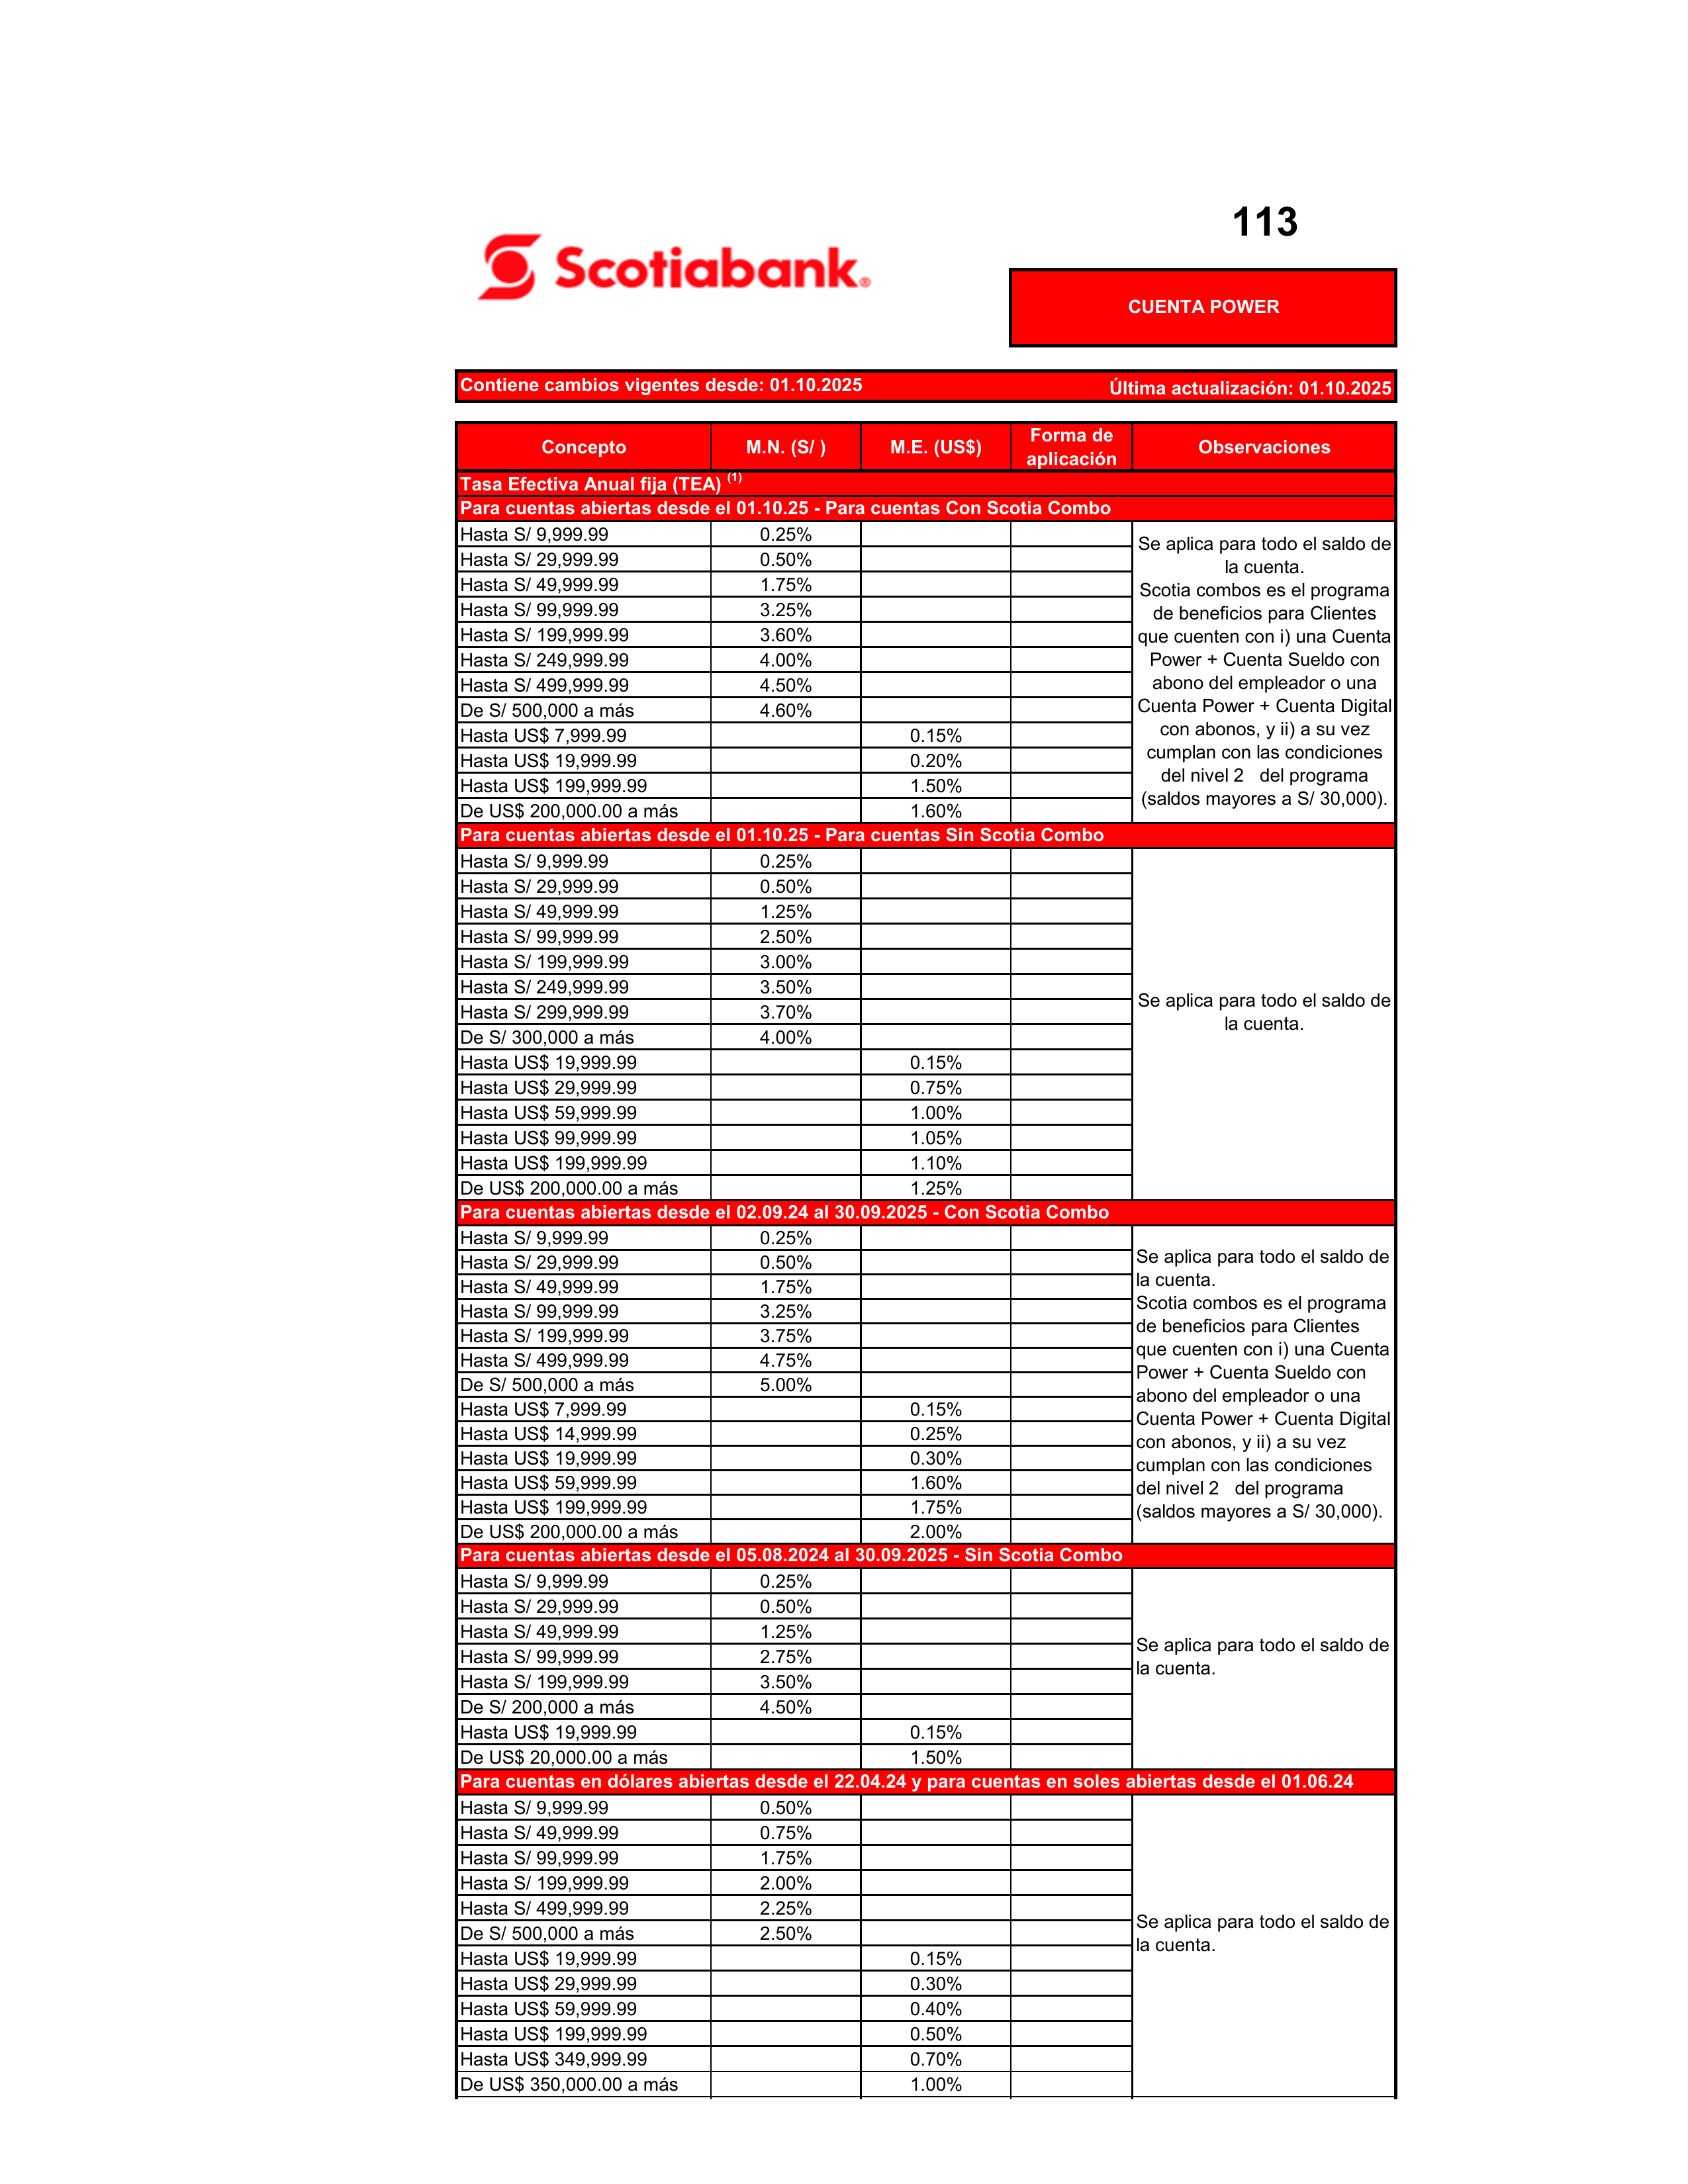 113
Scotiabank®
CUENTA POWER
Contiene cambios vigentes desde: 01.10.2025 Última actualización: 01.10.2025
Concepto M.N. (S/ ) M.E. (US$) Forma de aplicación Observaciones
Tasa Efectiva Anual fija (TEA) (1)
Para cuentas abiertas desde el 01.10.25 - Para cuentas Con Scotia Combo
Hasta S/ 9,999.99 0.25%
Hasta S/ 29,999.99 0.50%
Hasta S/ 49,999.99 1.75%
Hasta S/ 99,999.99 3.25%
Hasta S/ 199,999.99 3.60%
Hasta S/ 249,999.99 4.00%
Hasta S/ 499,999.99 4.50%
De S/ 500,000 a más 4.60%
Hasta US$ 7,999.99 0.15%
Hasta US$ 19,999.99 0.20%
Hasta US$ 199,999.99 1.50%
De US$ 200,000.00 a más 1.60%
Se aplica para todo el saldo de
la cuenta.
Scotia combos es el programa
de beneficios para Clientes
que cuenten con i) una Cuenta
Power + Cuenta Sueldo con
abono del empleador o una
Cuenta Power + Cuenta Digital
con abonos, y ii) a su vez
cumplan con las condiciones
del nivel 2 del programa
(saldos mayores a S/ 30,000).
Para cuentas abiertas desde el 01.10.25 - Para cuentas Sin Scotia Combo
Hasta S/ 9,999.99 0.25%
Hasta S/ 29,999.99 0.50%
Hasta S/ 49,999.99 1.25%
Hasta S/ 99,999.99 2.50%
Hasta S/ 199,999.99 3.00%
Hasta S/ 249,999.99 3.50%
Hasta S/ 299,999.99 3.70%
De S/ 300,000 a más 4.00%
Hasta US$ 19,999.99 0.15%
Hasta US$ 29,999.99 0.75%
Hasta US$ 59,999.99 1.00%
Hasta US$ 99,999.99 1.05%
Hasta US$ 199,999.99 1.10%
De US$ 200,000.00 a más 1.25%
Se aplica para todo el saldo de
la cuenta.
Para cuentas abiertas desde el 02.09.24 al 30.09.2025 - Con Scotia Combo
Hasta S/ 9,999.99 0.25%
Hasta S/ 29,999.99 0.50%
Hasta S/ 49,999.99 1.75%
Hasta S/ 99,999.99 3.25%
Hasta S/ 199,999.99 3.75%
Hasta S/ 499,999.99 4.75%
De S/ 500,000 a más 5.00%
Hasta US$ 7,999.99 0.15%
Hasta US$ 14,999.99 0.25%
Hasta US$ 19,999.99 0.30%
Hasta US$ 59,999.99 1.60%
Hasta US$ 199,999.99 1.75%
De US$ 200,000.00 a más 2.00%
Se aplica para todo el saldo de
la cuenta.
Scotia combos es el programa
de beneficios para Clientes
que cuenten con i) una Cuenta
Power + Cuenta Sueldo con
abono del empleador o una
Cuenta Power + Cuenta Digital
con abonos, y ii) a su vez
cumplan con las condiciones
del nivel 2 del programa
(saldos mayores a S/ 30,000).
Para cuentas abiertas desde el 05.08.2024 al 30.09.2025 - Sin Scotia Combo
Hasta S/ 9,999.99 0.25%
Hasta S/ 29,999.99 0.50%
Hasta S/ 49,999.99 1.25%
Hasta S/ 99,999.99 2.75%
Hasta S/ 199,999.99 3.50%
De S/ 200,000 a más 4.50%
Hasta US$ 19,999.99 0.15%
De US$ 20,000.00 a más 1.50%
Se aplica para todo el saldo de
la cuenta.
Para cuentas en dólares abiertas desde el 22.04.24 y para cuentas en soles abiertas desde el 01.06.24
Hasta S/ 9,999.99 0.50%
Hasta S/ 49,999.99 0.75%
Hasta S/ 99,999.99 1.75%
Hasta S/ 199,999.99 2.00%
Hasta S/ 499,999.99 2.25%
De S/ 500,000 a más 2.50%
Hasta US$ 19,999.99 0.15%
Hasta US$ 29,999.99 0.30%
Hasta US$ 59,999.99 0.40%
Hasta US$ 199,999.99 0.50%
Hasta US$ 349,999.99 0.70%
De US$ 350,000.00 a más 1.00%
Se aplica para todo el saldo de
la cuenta.